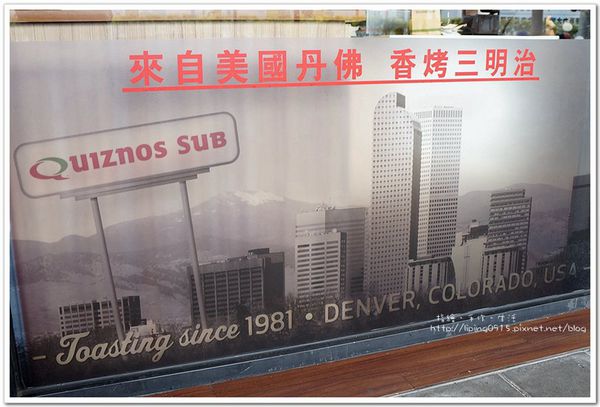 來自美國丹佛 香烤三明治
QUIZNOS SUB
- Toasting since 1981 • DENVER, COLORADO, USA -
http://liping0915.pixnet.net/blog